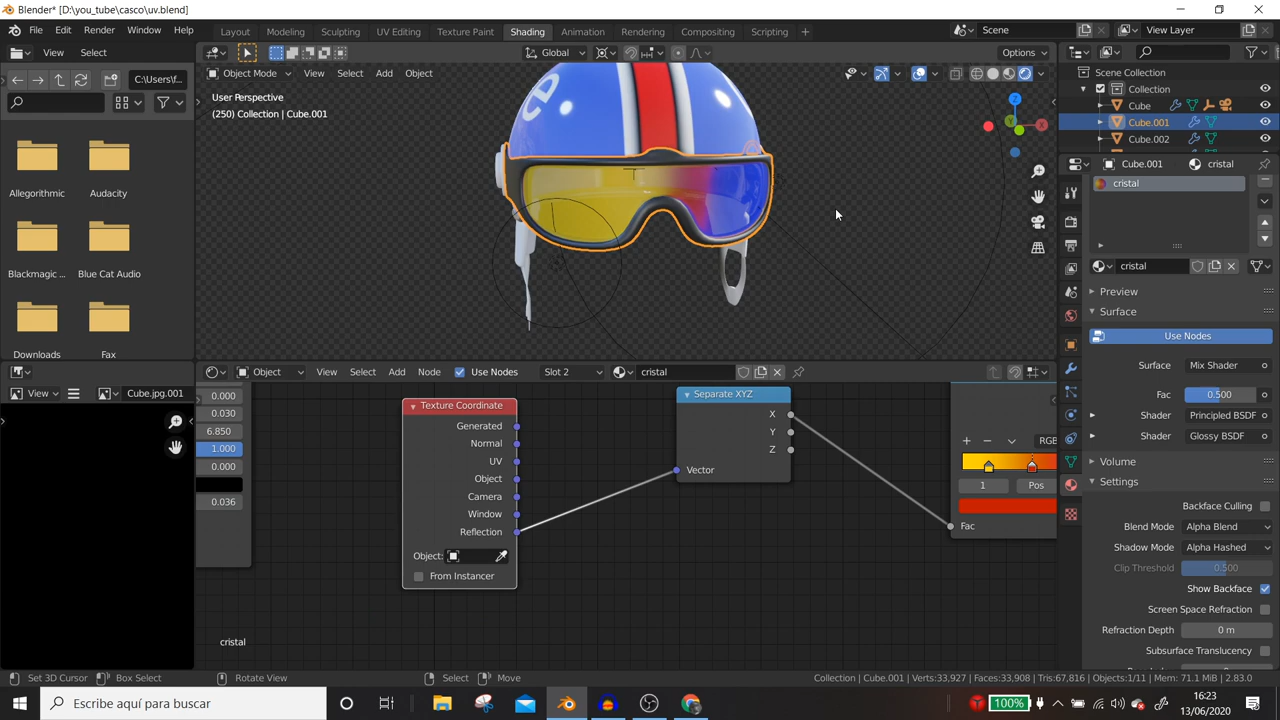 Blender* [D:\you_tube\casco\uv.blend]
File Edit Render Window Help
Layout Modeling Sculpting UV Editing Texture Paint Shading Animation Rendering Compositing Scripting +
Scene
View Layer
View Select
Global
Options
C:\Users\f...
Object Mode View Select Add Object
User Perspective
(250) Collection | Cube.001
Scene Collection
Collection
Cube
Cube.001
Cube.002
Allegorithmic Audacity
Blackmagic ... Blue Cat Audio
Downloads Fax
Cube.001 cristal
cristal
cristal
Preview
Surface
Use Nodes
Surface Mix Shader
Fac 0.500
Shader Principled BSDF
Shader Glossy BSDF
Volume
Settings
Backface Culling
Blend Mode Alpha Blend
Shadow Mode Alpha Hashed
Clip Threshold 0.500
Show Backface
Screen Space Refraction
Refraction Depth 0 m
Subsurface Translucency
View Cube.jpg.001
Object View Select Add Node Use Nodes Slot 2 cristal
0.000
0.030
6.850
1.000
0.000
0.036
Texture Coordinate
Generated
Normal
UV
Object
Camera
Window
Reflection
Object:
From Instancer
Separate XYZ
X
Y
Z
Vector
RGB
1 Pos
Fac
cristal
Set 3D Cursor Box Select Rotate View Select Move
Collection | Cube.001 | Verts:33,927 | Faces:33,908 | Tris:67,816 | Objects:1/11 | Mem: 71.1 MiB | 2.83.0
Escribe aquí para buscar
100%
16:23
13/06/2020